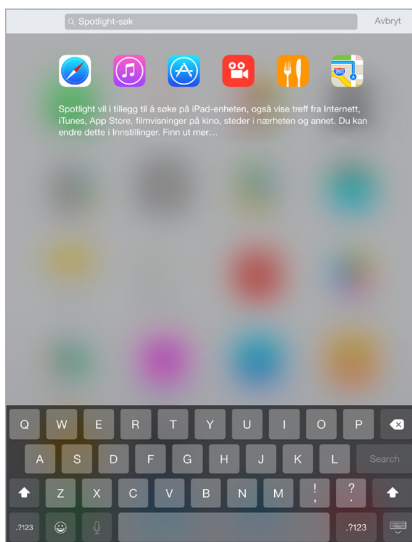 Spotlight-søk
Avbryt
Spotlight vil i tillegg til å søke på iPad-enheten, også vise treff fra Internett,
iTunes, App Store, filmvisninger på kino, steder i nærheten og annet. Du kan
endre dette i Innstillinger. Finn ut mer…
Q W E R T Y U I O P
A S D F G H J K L Search
Z X C V B N M ! , ? .
.?123 .?123